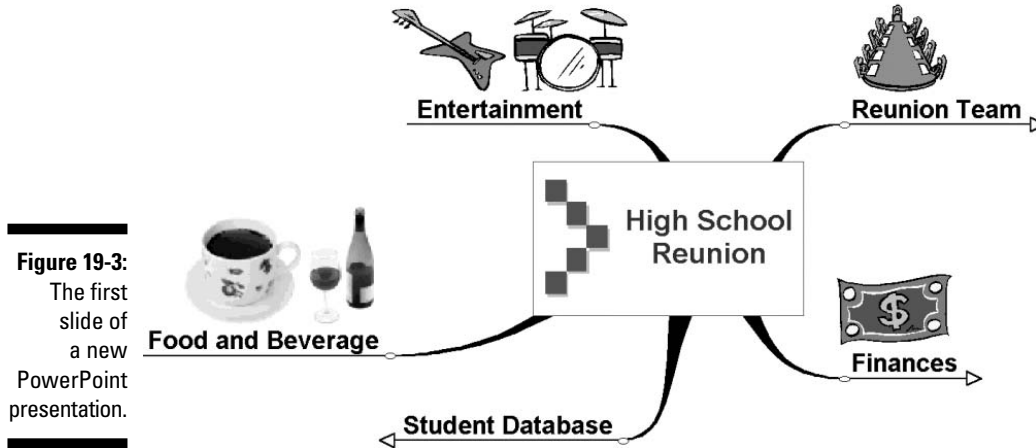 Entertainment
Reunion Team
High School
Reunion
Food and Beverage
Finances
Student Database
Figure 19-3:
The first
slide of
a new
PowerPoint
presentation.